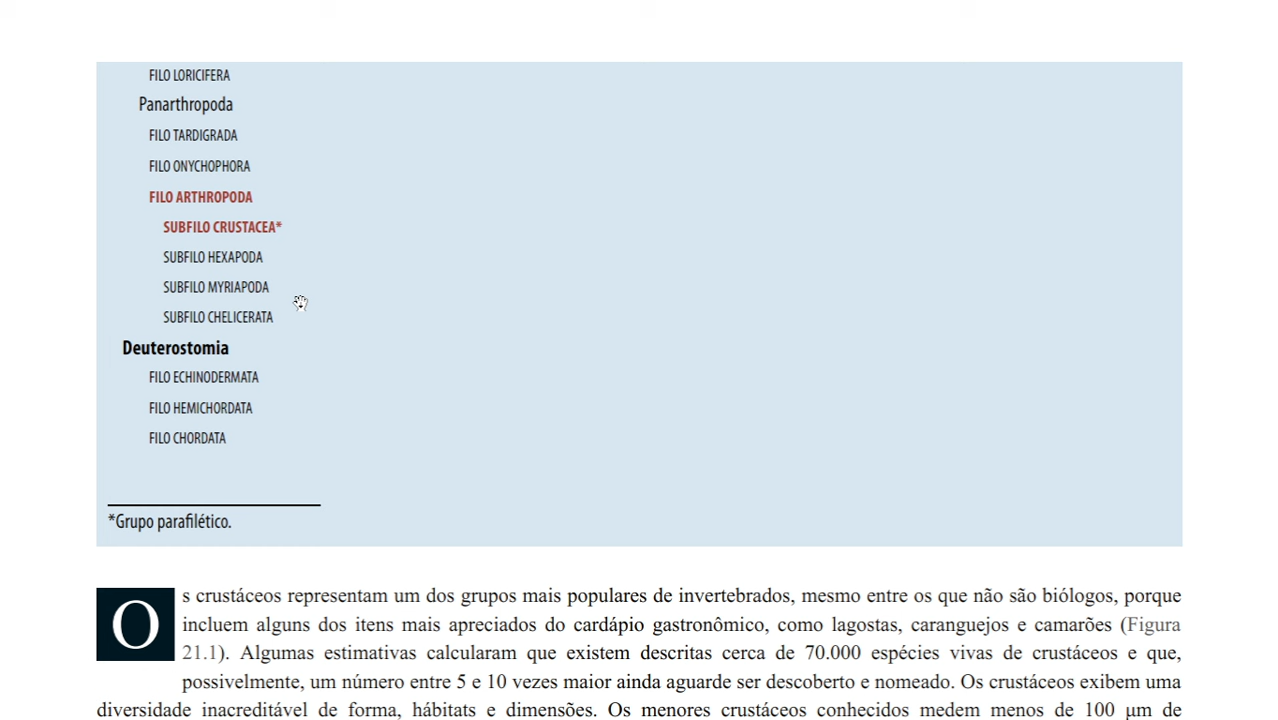 FILO LORICIFERA
Panarthropoda
FILO TARDIGRADA
FILO ONYCHOPHORA
FILO ARTHROPODA
SUBFILO CRUSTACEA*
SUBFILO HEXAPODA
SUBFILO MYRIAPODA
SUBFILO CHELICERATA
Deuterostomia
FILO ECHINODERMATA
FILO HEMICHORDATA
FILO CHORDATA
*Grupo parafilético.
Os crustáceos representam um dos grupos mais populares de invertebrados, mesmo entre os que não são biólogos, porque
incluem alguns dos itens mais apreciados do cardápio gastronômico, como lagostas, caranguejos e camarões (Figura
21.1). Algumas estimativas calcularam que existem descritas cerca de 70.000 espécies vivas de crustáceos e que,
possivelmente, um número entre 5 e 10 vezes maior ainda aguarde ser descoberto e nomeado. Os crustáceos exibem uma
diversidade inacreditável de forma, hábitats e dimensões. Os menores crustáceos conhecidos medem menos de 100 μm de